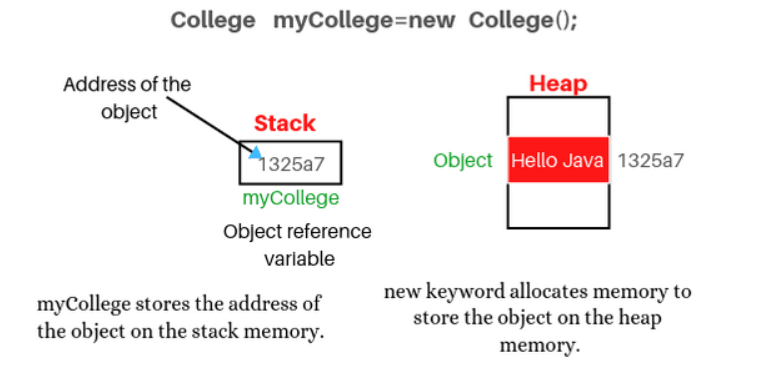 College myCollege=new College();
Address of the
object
Stack
1325a7
myCollege
Object reference
variable
myCollege stores the address of
the object on the stack memory.
Heap
Object Hello Java 1325a7
new keyword allocates memory to
store the object on the heap
memory.